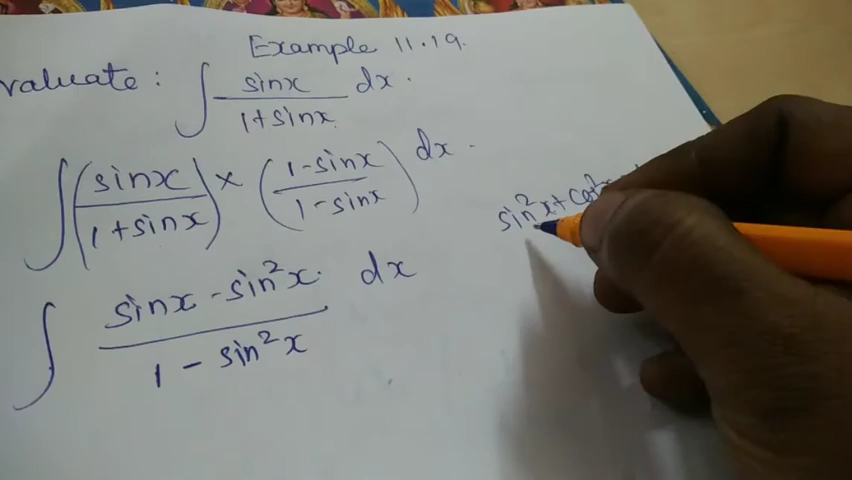 Example 11.19.
valuate : ∫ sinx / 1+sinx dx.
∫ (sinx / 1+sinx) × (1-sinx / 1-sinx) dx.
sin²x + cos²x
∫ sinx - sin²x / 1 - sin²x dx